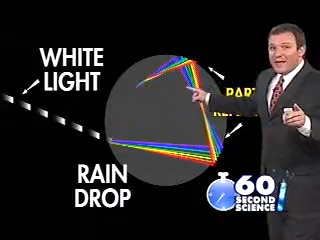 WHITE
LIGHT
RAIN
DROP
60
SECOND
SCIENCE